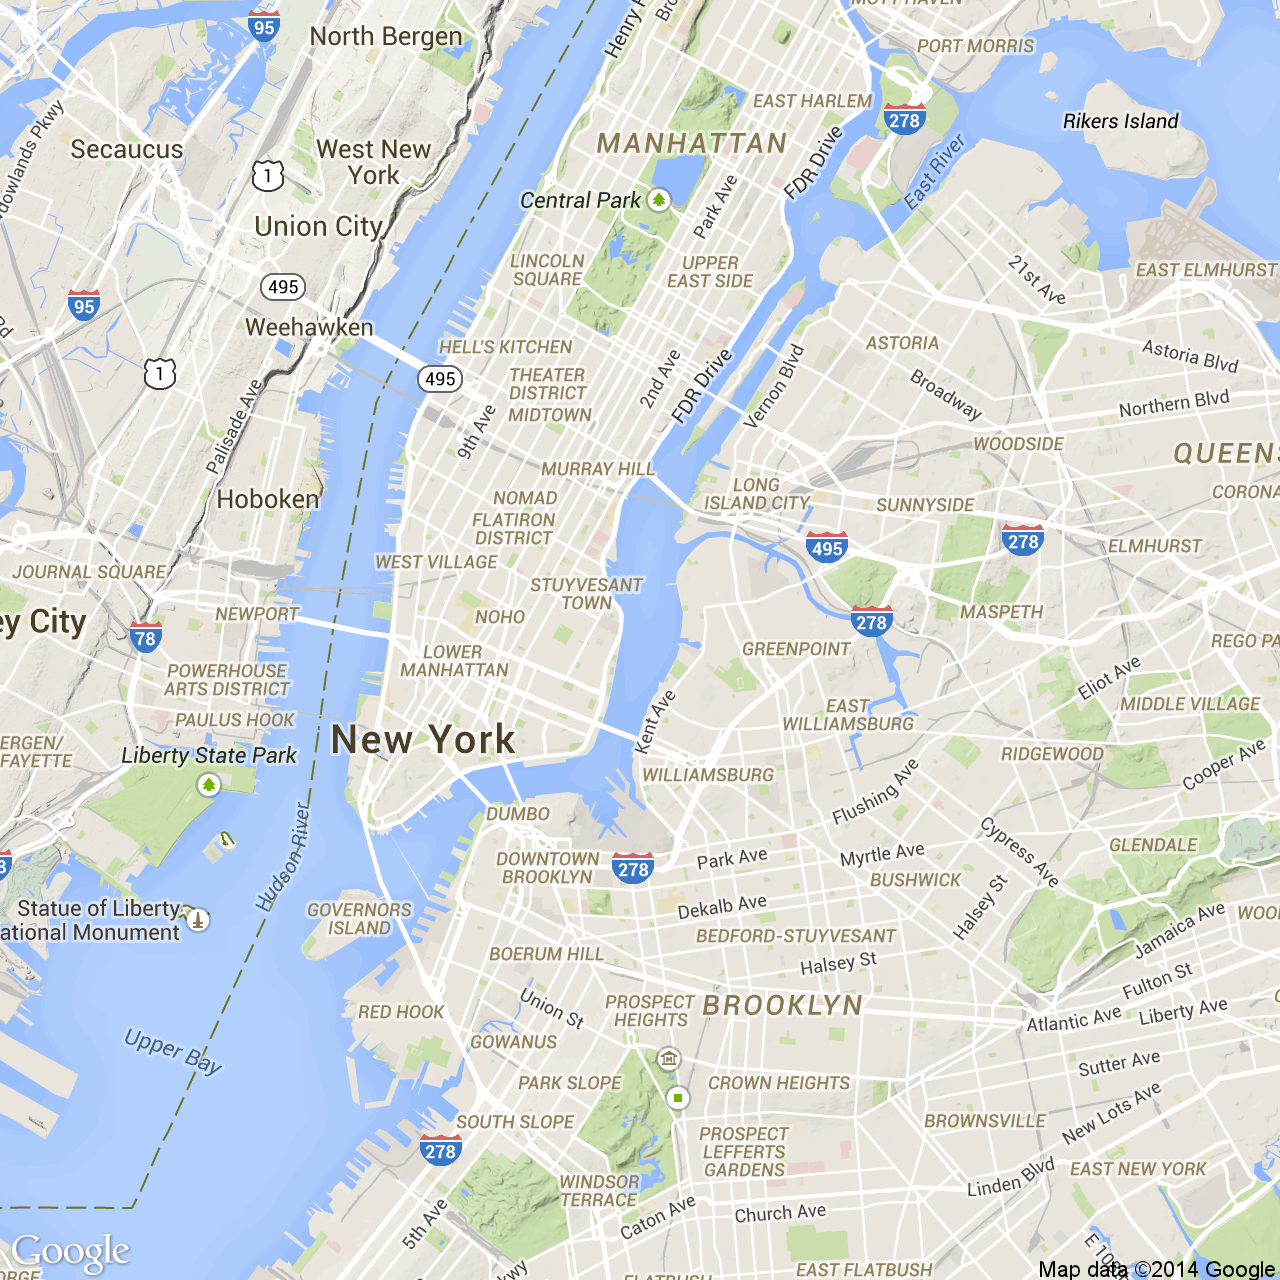 MOTT HAVEN
95
North Bergen
Henry
PORT MORRIS
EAST HARLEM
278
Rikers Island
MANHATTAN
Secaucus
West New
York
1
FDR Drive
East River
Central Park
Park Ave
Union City
LINCOLN
SQUARE
UPPER
EAST SIDE
21st Ave
EAST ELMHURST
495
95
Weehawken
HELL'S KITCHEN
ASTORIA
Astoria Blvd
1
495
THEATER
DISTRICT
MIDTOWN
2nd Ave
FDR Drive
Vernon Blvd
Broadway
Northern Blvd
Palisade Ave
9th Ave
WOODSIDE
QUEENS
MURRAY HILL
Hoboken
NOMAD
LONG
ISLAND CITY
SUNNYSIDE
CORONA
FLATIRON
DISTRICT
495
278
ELMHURST
JOURNAL SQUARE
WEST VILLAGE
STUYVESANT
TOWN
NEWPORT
NOHO
MASPETH
ey City
78
278
REGO PA
LOWER
MANHATTAN
GREENPOINT
POWERHOUSE
ARTS DISTRICT
Eliot Ave
PAULUS HOOK
Kent Ave
EAST
WILLIAMSBURG
MIDDLE VILLAGE
BERGEN/
FAYETTE
New York
Liberty State Park
RIDGEWOOD
Cooper Ave
WILLIAMSBURG
Flushing Ave
DUMBO
Hudson River
Cypress Ave
GLENDALE
DOWNTOWN
BROOKLYN
278
Park Ave
Myrtle Ave
BUSHWICK
Halsey St
Statue of Liberty
ational Monument
GOVERNORS
ISLAND
Dekalb Ave
Jamaica Ave
WOO
BEDFORD-STUYVESANT
BOERUM HILL
Halsey St
Fulton St
RED HOOK
Union St
PROSPECT
HEIGHTS
BROOKLYN
Atlantic Ave
Liberty Ave
Upper Bay
GOWANUS
Sutter Ave
PARK SLOPE
CROWN HEIGHTS
SOUTH SLOPE
BROWNSVILLE
New Lots Ave
278
PROSPECT
LEFFERTS
GARDENS
EAST NEW YORK
WINDSOR
TERRACE
Linden Blvd
5th Ave
Caton Ave
Church Ave
Google
EAST FLATBUSH
FLATBUSH
Map data ©2014 Google